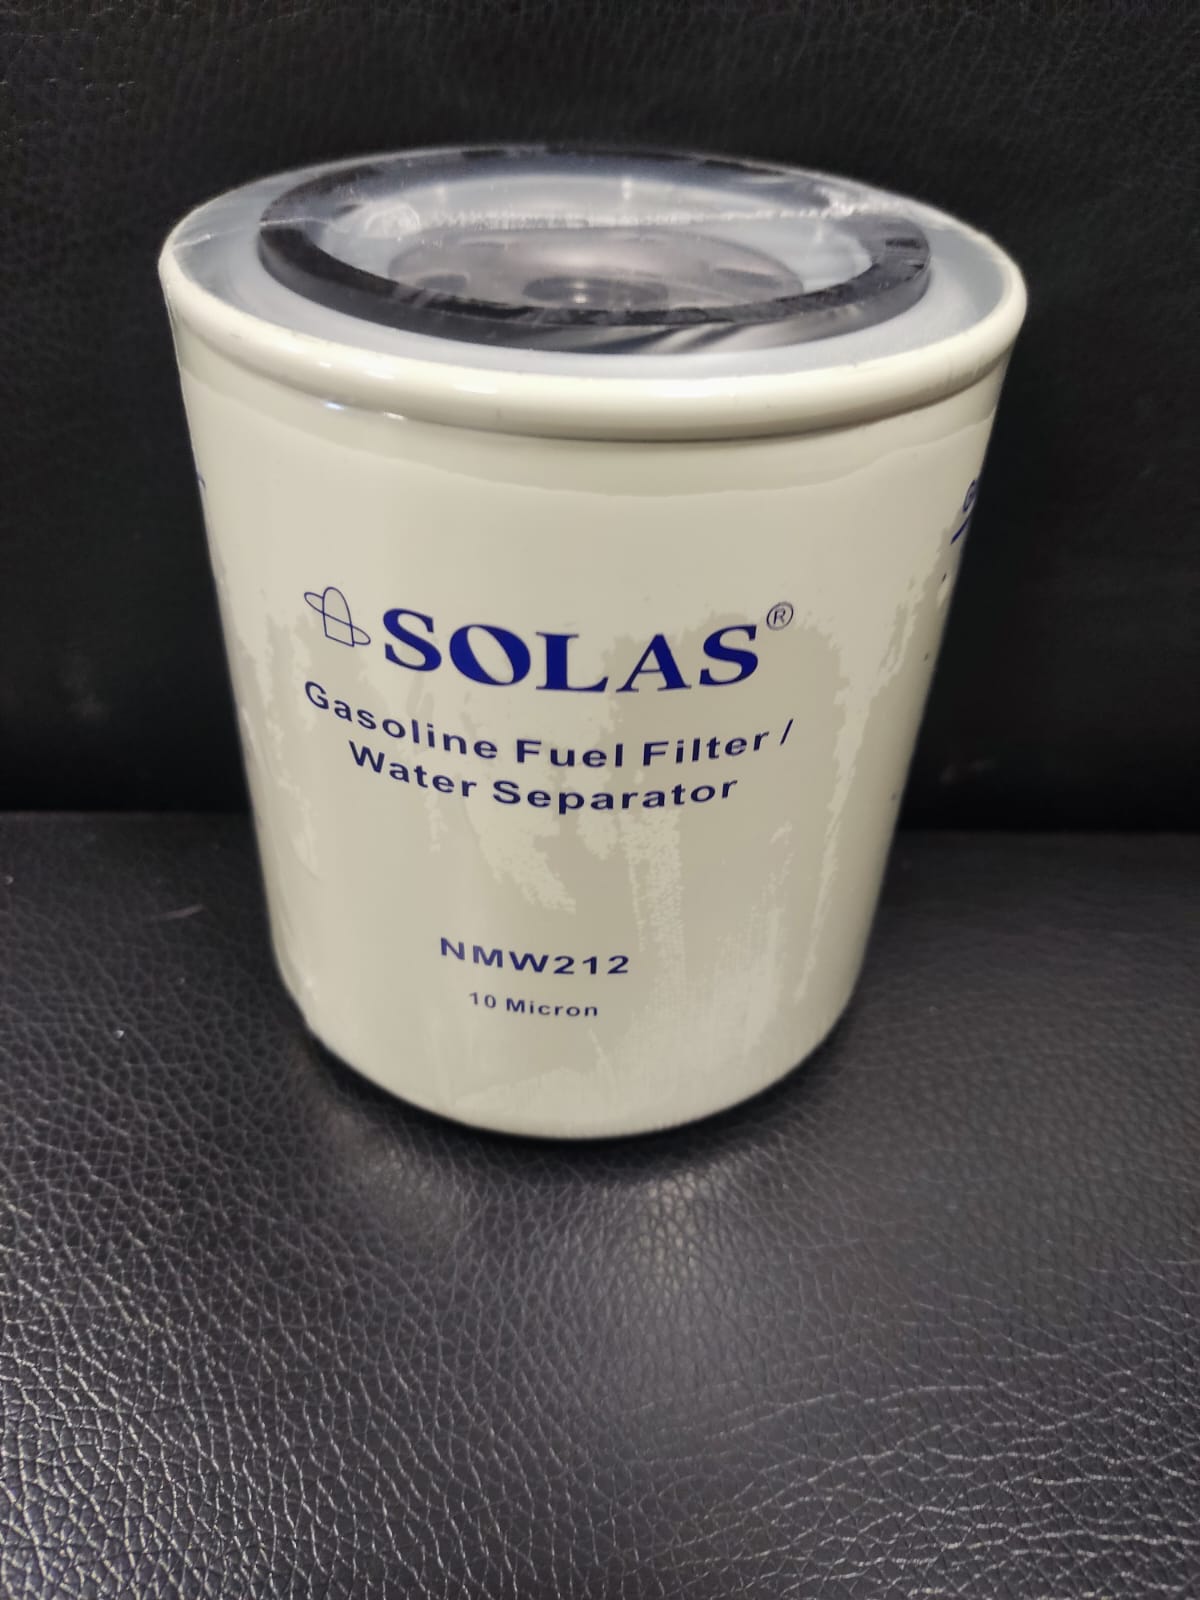 SOLAS®
Gasoline Fuel Filter /
Water Separator
NMW212
10 Micron